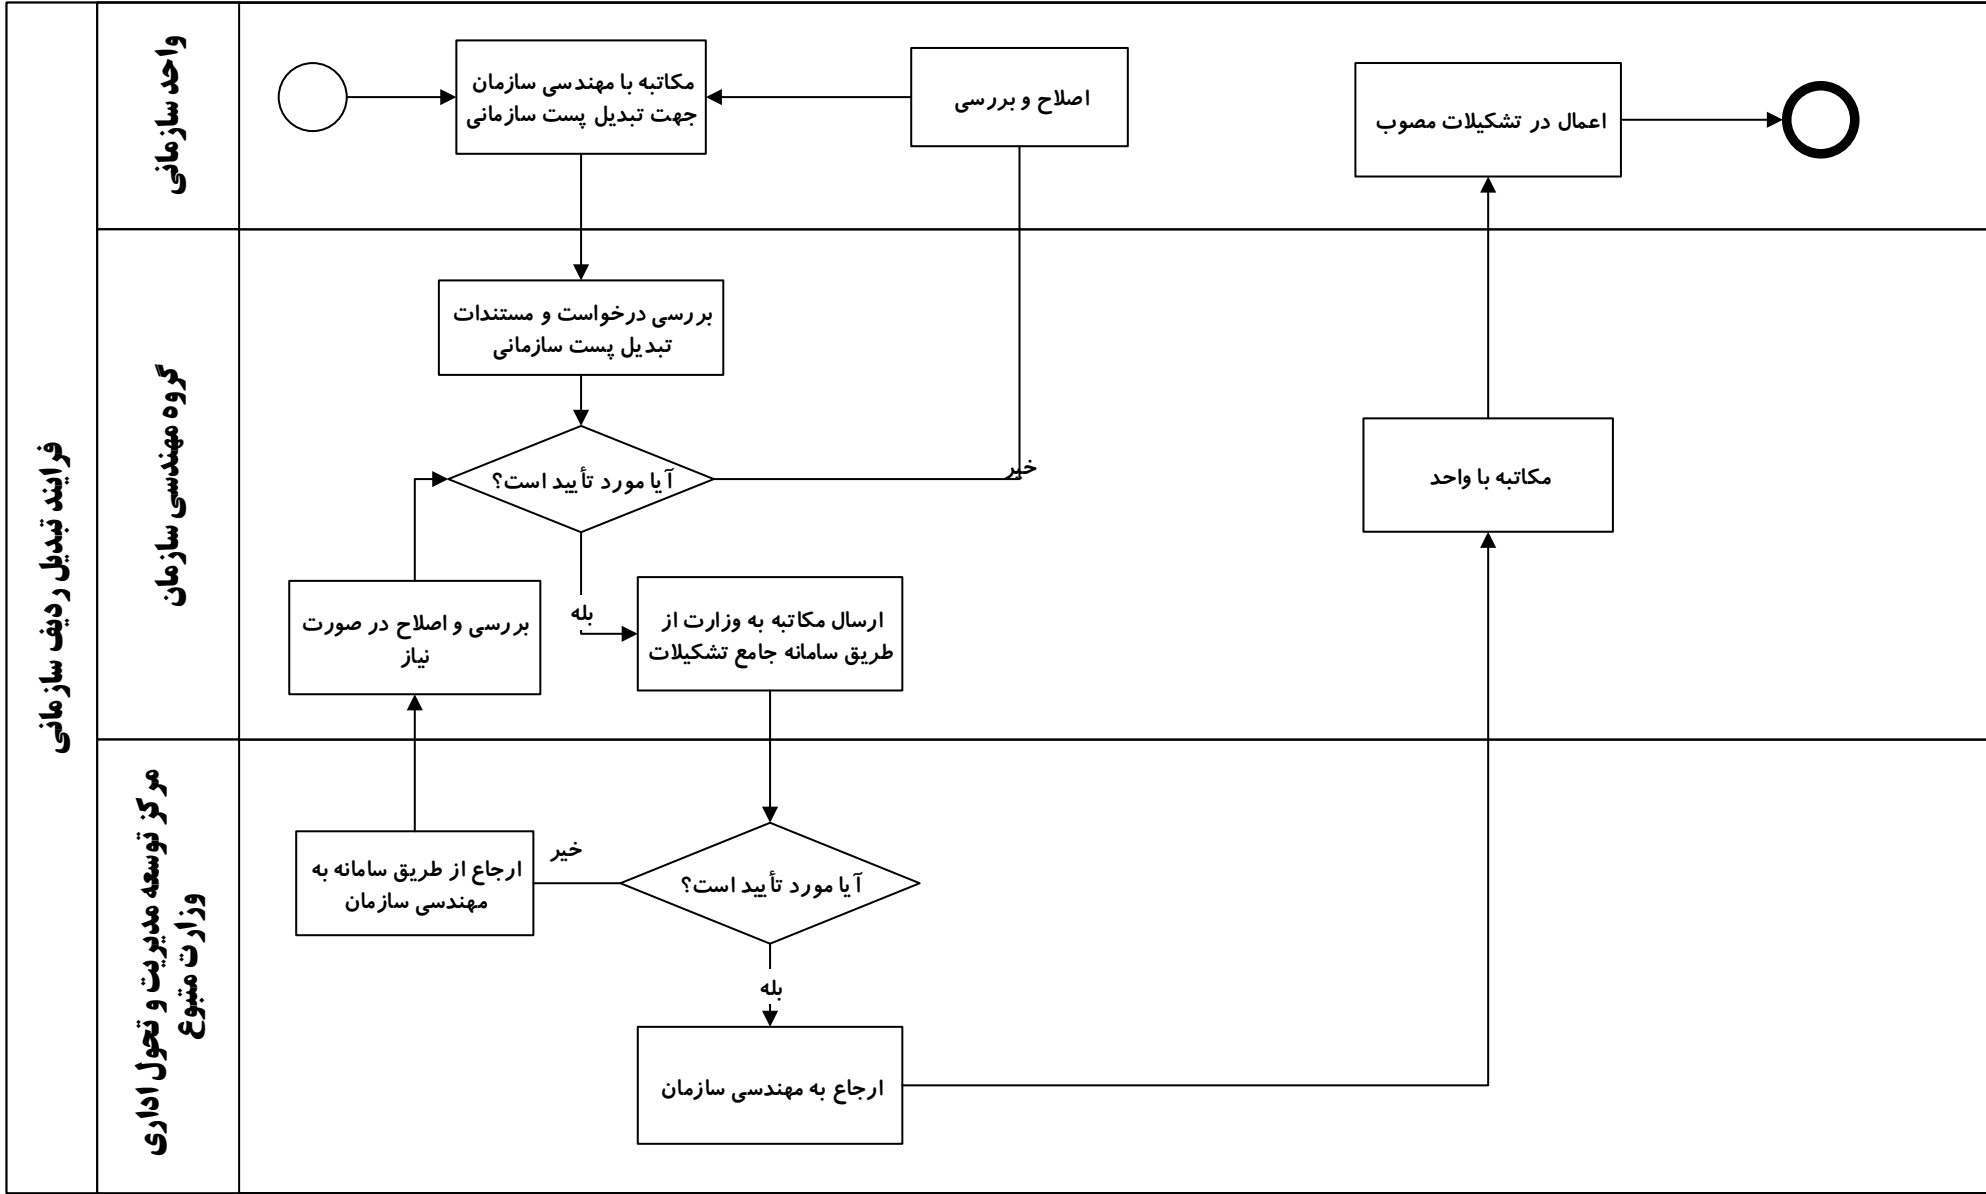 فرایند تبدیل ردیف سازمانی
واحد سازمانی
مکاتبه با مهندسی سازمان
جهت تبدیل پست سازمانی
اصلاح و بررسی
اعمال در تشکیلات مصوب
گروه مهندسی سازمان
بررسی درخواست و مستندات
تبدیل پست سازمانی
آیا مورد تأیید است؟
خیر
مکاتبه با واحد
بله
بررسی و اصلاح در صورت
نیاز
ارسال مکاتبه به وزارت از
طریق سامانه جامع تشکیلات
مرکز توسعه مدیریت و تحول اداری
وزارت متبوع
ارجاع از طریق سامانه به
مهندسی سازمان
خیر
آیا مورد تأیید است؟
بله
ارجاع به مهندسی سازمان